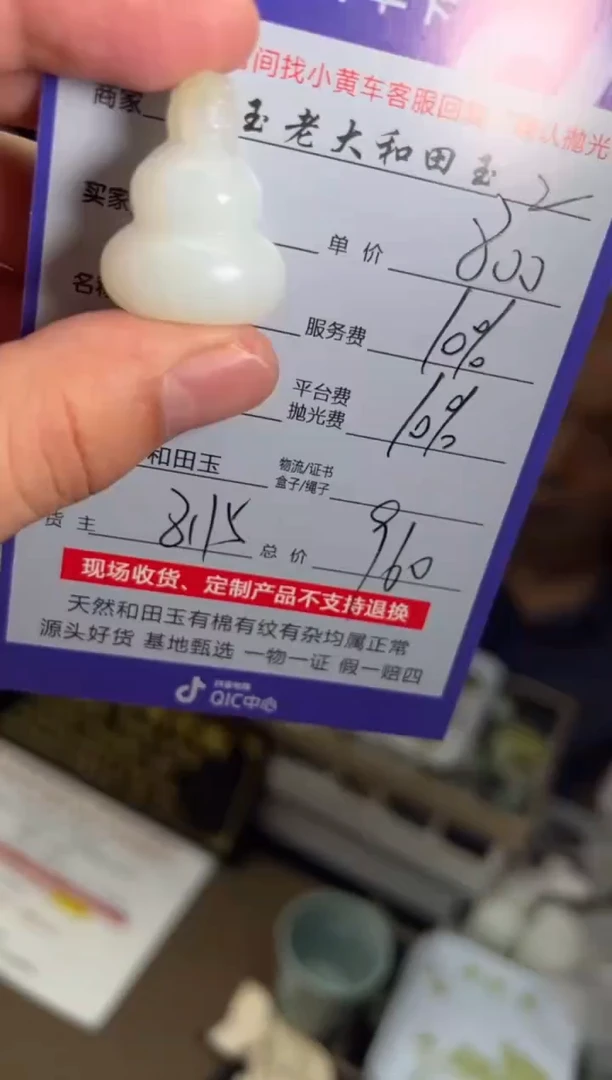 间找小黄车客服回
认抛光
商家
玉老大和田玉
买家
单价 800
名
服务费 10%
平台费
抛光费 10%
和田玉
物流/证书
盒子/绳子
货主
总价 960
现场收货、定制产品不支持退换
天然和田玉有棉有纹有杂均属正常
源头好货 基地甄选 一物一证 假一赔四
抖音电商
QIC中心